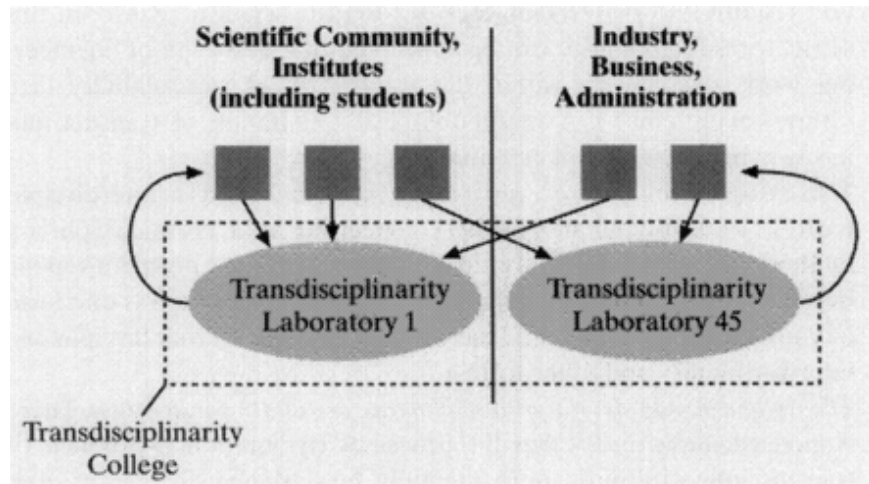 Scientific Community,
Institutes
(including students)
Industry,
Business,
Administration
Transdisciplinarity
Laboratory 1
Transdisciplinarity
Laboratory 45
Transdisciplinarity
College